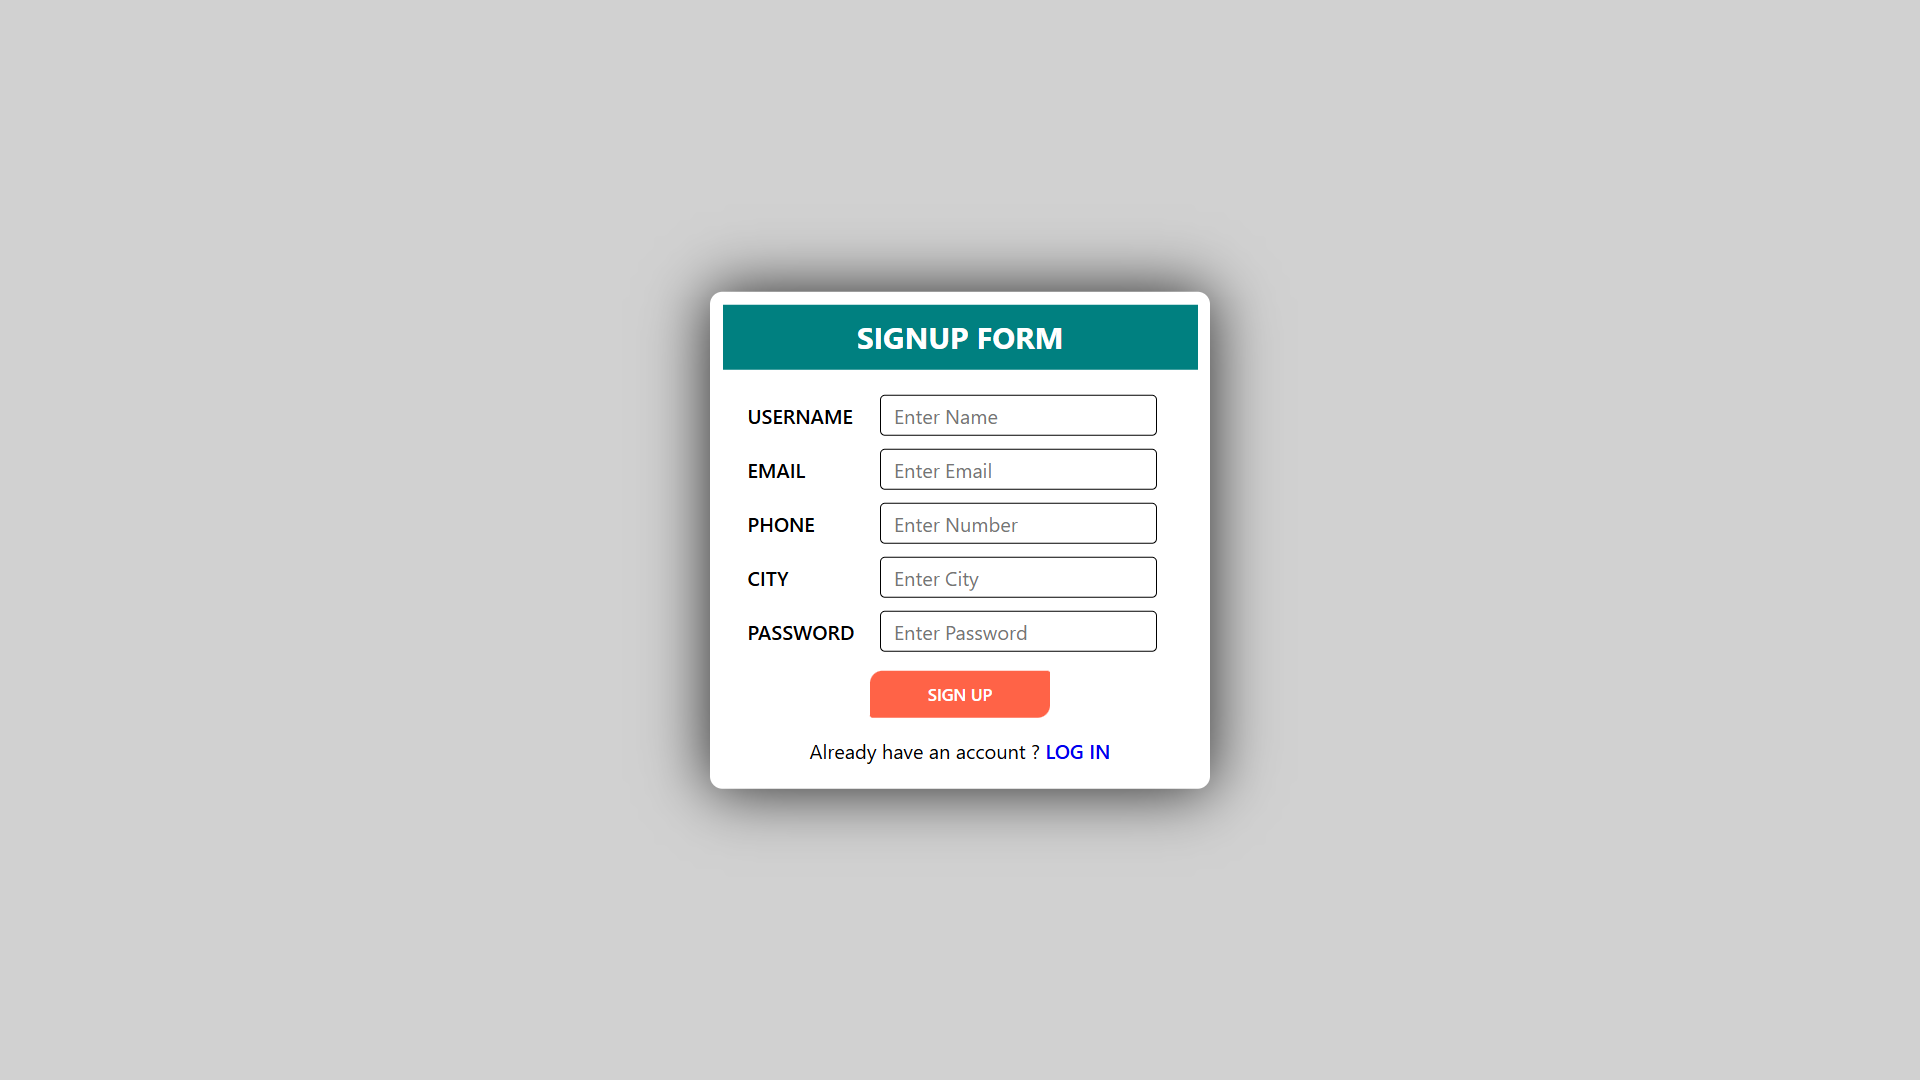 SIGNUP FORM
USERNAME Enter Name
EMAIL Enter Email
PHONE Enter Number
CITY Enter City
PASSWORD Enter Password
SIGN UP
Already have an account ? LOG IN